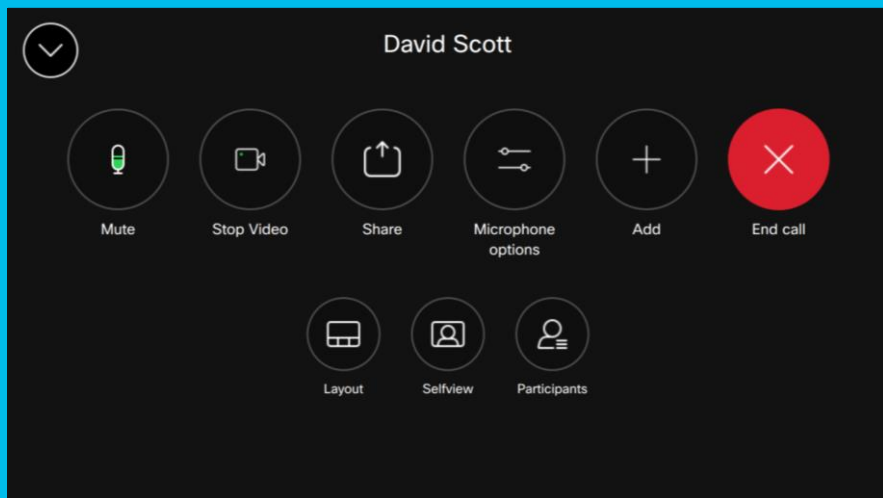 David Scott
Mute
Stop Video
Share
Microphone
options
Add
End call
Layout
Selfview
Participants